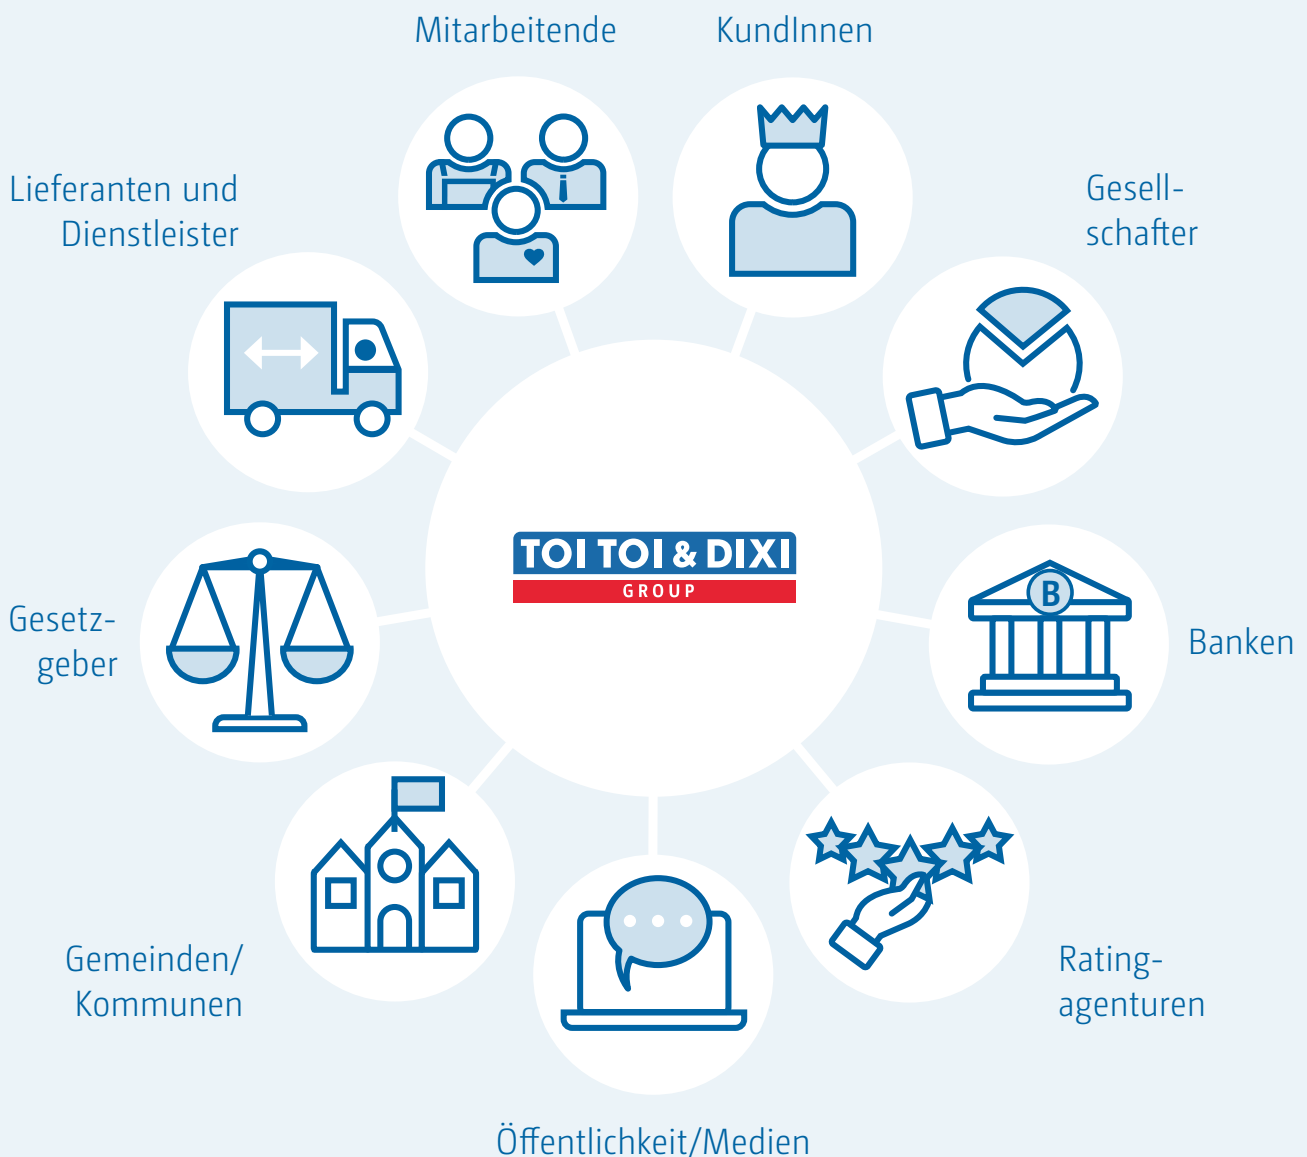 Mitarbeitende
KundInnen
Lieferanten und
Dienstleister
Gesell-
schafter
TOI TOI & DIXI
GROUP
Gesetz-
geber
B
Banken
Gemeinden/
Kommunen
Rating-
agenturen
Öffentlichkeit/Medien